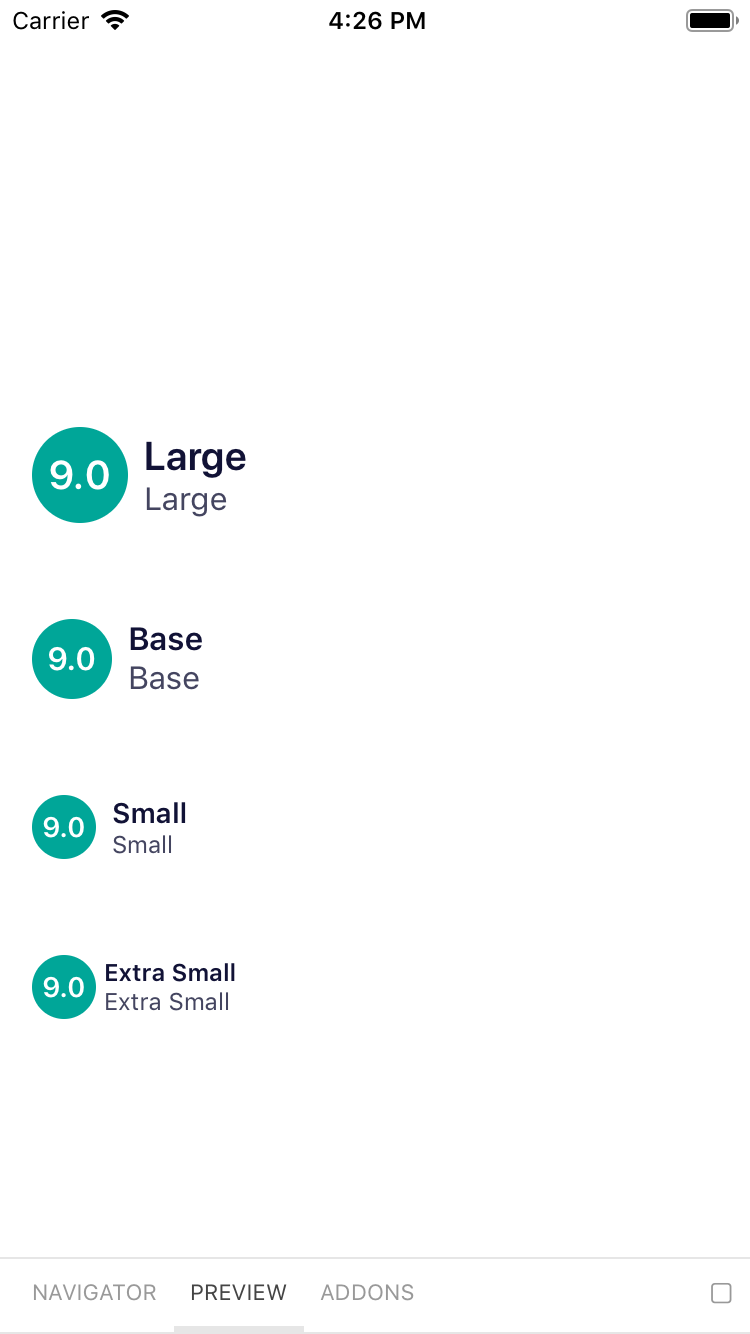 Carrier 4:26 PM
9.0 Large
Large
9.0 Base
Base
9.0 Small
Small
9.0 Extra Small
Extra Small
NAVIGATOR PREVIEW ADDONS